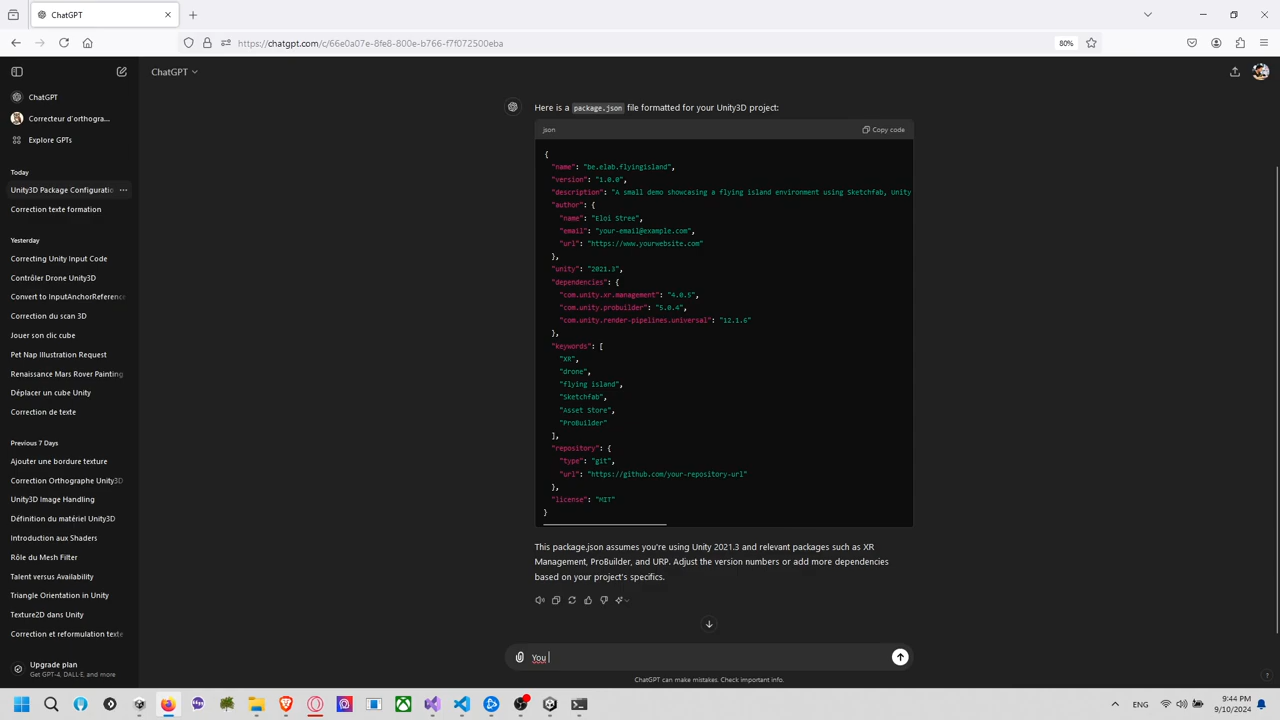 ChatGPT
https://chatgpt.com/c/66e0a07e-8fe8-800e-b766-f7f072500eba
80%
ChatGPT
ChatGPT
Correcteur d'orthogra...
Explore GPTs
Today
Unity3D Package Configuratio
Correction texte formation
Yesterday
Correcting Unity Input Code
Contrôler Drone Unity3D
Convert to InputAnchorReference
Correction du scan 3D
Jouer son clic cube
Pet Nap Illustration Request
Renaissance Mars Rover Painting
Déplacer un cube Unity
Correction de texte
Previous 7 Days
Ajouter une bordure texture
Correction Orthographe Unity3D
Unity3D Image Handling
Définition du matériel Unity3D
Introduction aux Shaders
Rôle du Mesh Filter
Talent versus Availability
Triangle Orientation in Unity
Texture2D dans Unity
Correction et reformulation texte
Upgrade plan
Get GPT-4, DALL·E, and more
Here is a package.json file formatted for your Unity3D project:
json
Copy code
{
"name": "be.elab.flyingisland",
"version": "1.0.0",
"description": "A small demo showcasing a flying island environment using Sketchfab, Unity
"author": {
"name": "Eloi Stree",
"email": "your-email@example.com",
"url": "https://www.yourwebsite.com"
},
"unity": "2021.3",
"dependencies": {
"com.unity.xr.management": "4.0.5",
"com.unity.probuilder": "5.0.4",
"com.unity.render-pipelines.universal": "12.1.6"
},
"keywords": [
"XR",
"drone",
"flying island",
"Sketchfab",
"Asset Store",
"ProBuilder"
],
"repository": {
"type": "git",
"url": "https://github.com/your-repository-url"
},
"license": "MIT"
}
This package.json assumes you're using Unity 2021.3 and relevant packages such as XR
Management, ProBuilder, and URP. Adjust the version numbers or add more dependencies
based on your project's specifics.
You
ChatGPT can make mistakes. Check important info.
?
ENG
9:44 PM
9/10/2024